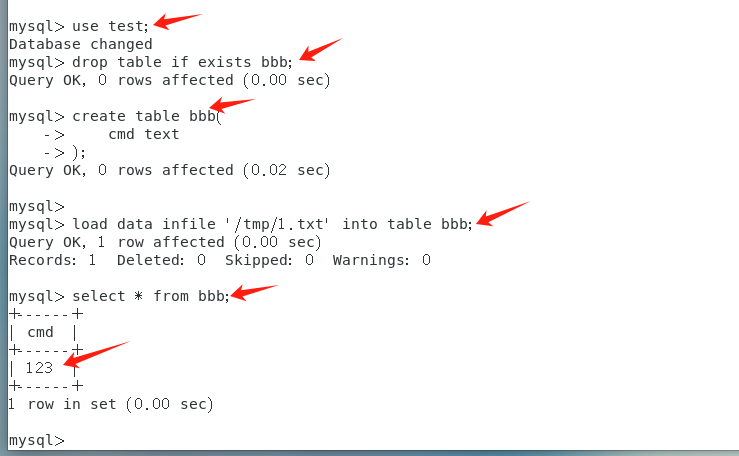 mysql> use test;
Database changed
mysql> drop table if exists bbb;
Query OK, 0 rows affected (0.00 sec)
mysql> create table bbb(
    ->     cmd text
    -> );
Query OK, 0 rows affected (0.02 sec)
mysql>
mysql> load data infile '/tmp/1.txt' into table bbb;
Query OK, 1 row affected (0.00 sec)
Records: 1  Deleted: 0  Skipped: 0  Warnings: 0
mysql> select * from bbb;
+------+
| cmd  |
+------+
| 123  |
+------+
1 row in set (0.00 sec)
mysql>